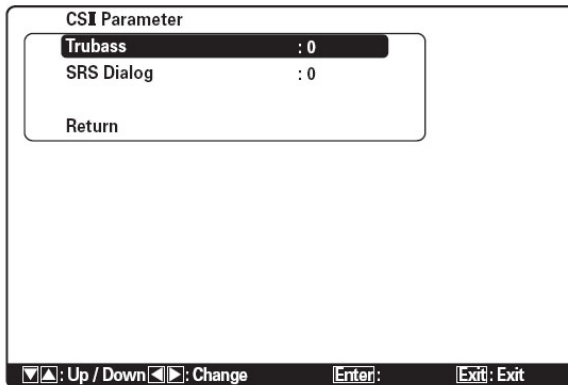 CSⅡ Parameter
Trubass : 0
SRS Dialog : 0
Return
▼▲: Up / Down ◀▶: Change Enter: Exit: Exit